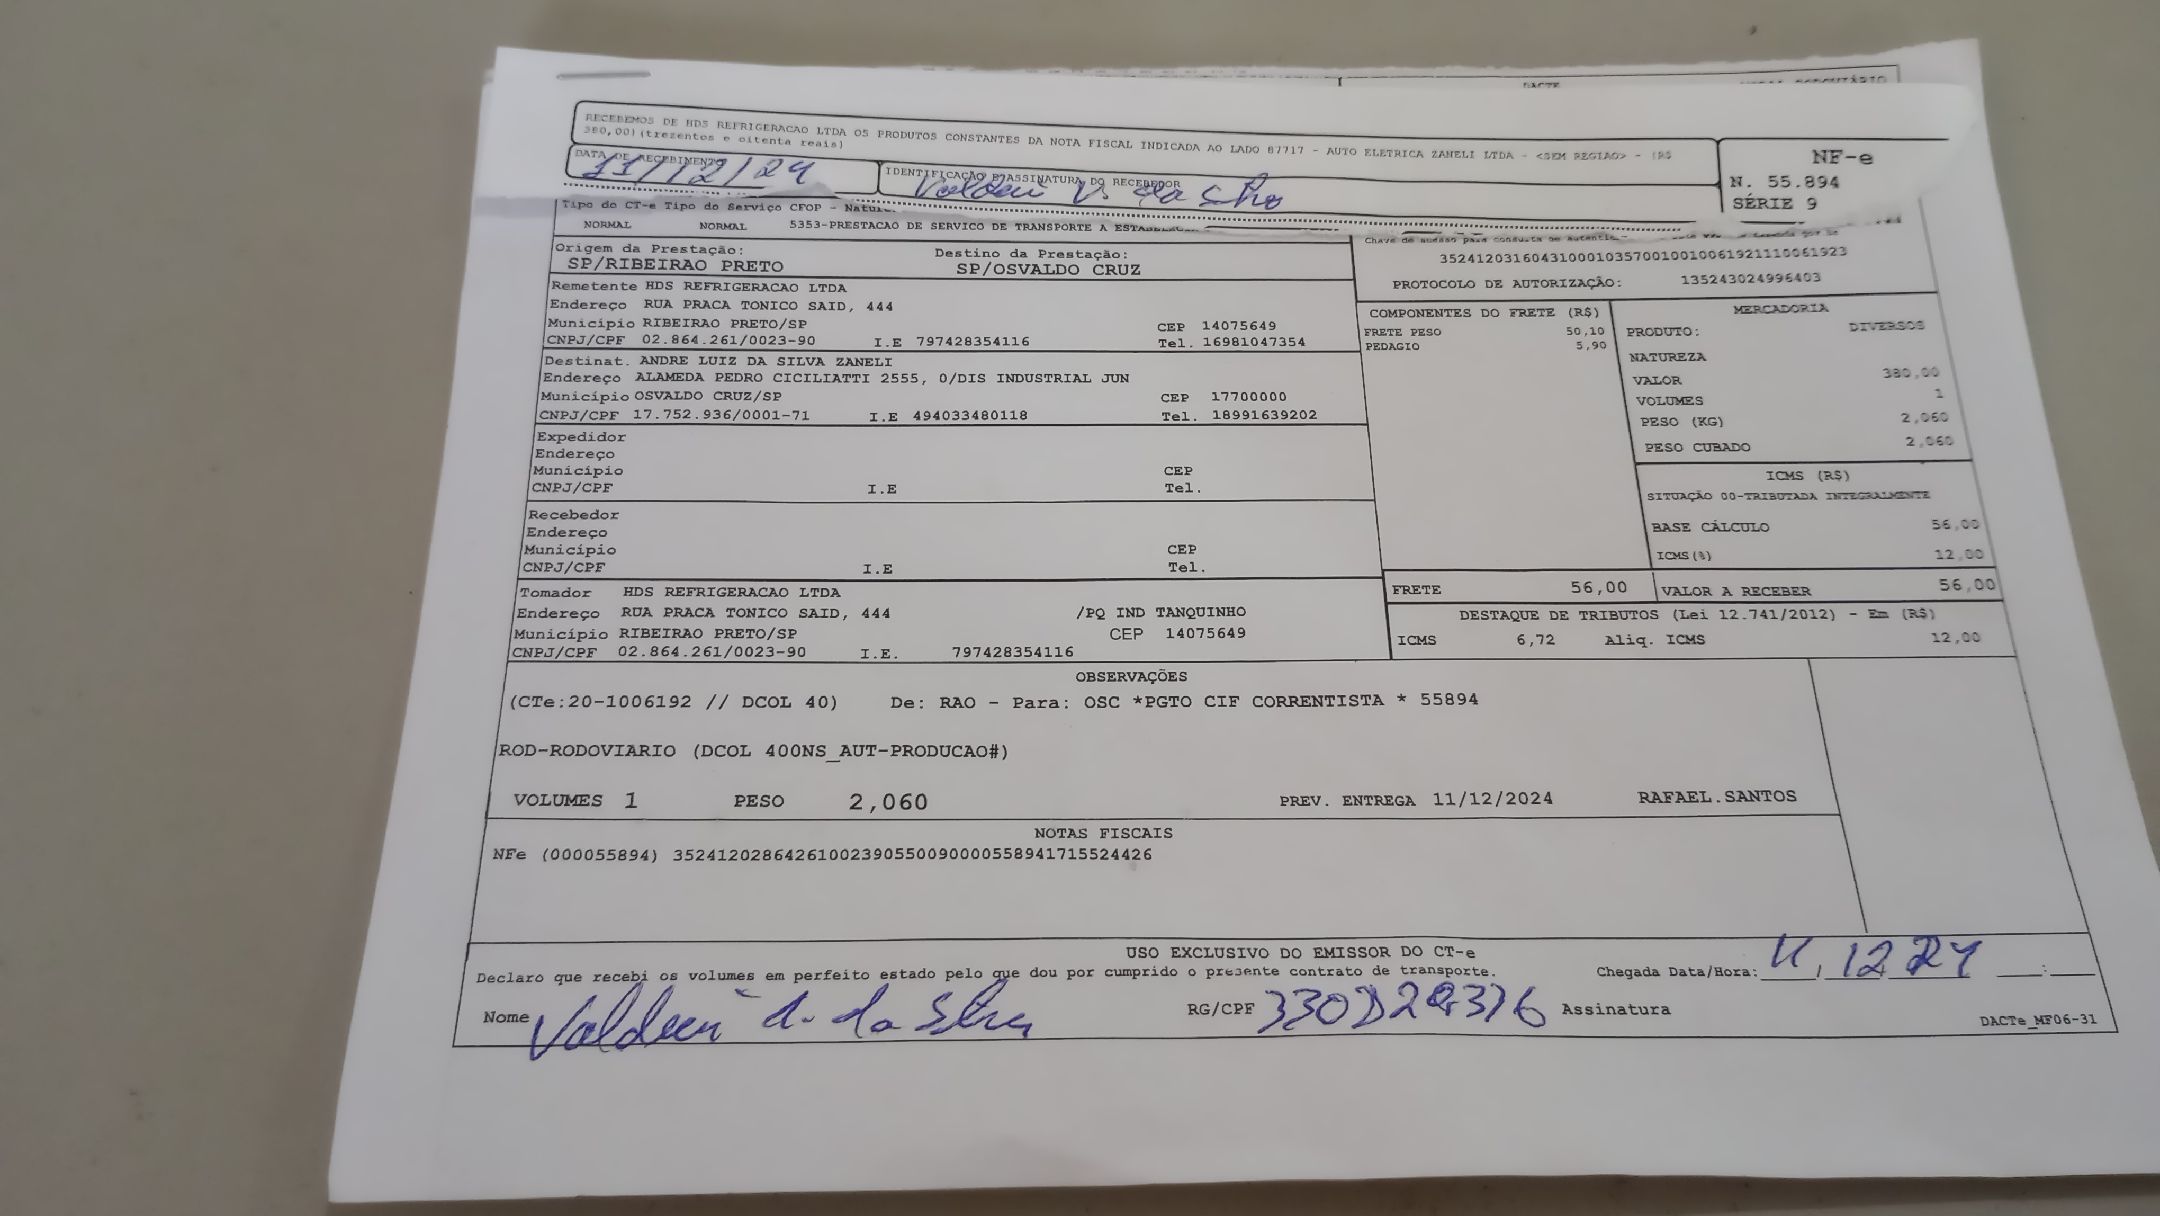 DACTE
RECEBEMOS DE HDS REFRIGERACAO LTDA OS PRODUTOS CONSTANTES DA NOTA FISCAL INDICADA AO LADO 87717 - AUTO ELETRICA ZANELI LTDA - <SEM REGIAO> - (R$
380,00)(trezentos e oitenta reais)
NF-e
N. 55.894
SÉRIE 9
DATA DE RECEBIMENTO
11/12/24
IDENTIFICAÇÃO E ASSINATURA DO RECEBEDOR
Tipo do CT-e Tipo do Serviço CFOP -
NORMAL NORMAL 5353-PRESTACAO DE SERVICO DE TRANSPORTE A
Origem da Prestação: Destino da Prestação:
SP/RIBEIRAO PRETO SP/OSVALDO CRUZ
Chave de acesso para consulta de
35241203160431000103570010010061921110061923
PROTOCOLO DE AUTORIZAÇÃO: 135243024996403
Remetente HDS REFRIGERACAO LTDA
Endereço RUA PRACA TONICO SAID, 444
Município RIBEIRAO PRETO/SP CEP 14075649
CNPJ/CPF 02.864.261/0023-90 I.E 797428354116 Tel. 16981047354
Destinat. ANDRE LUIZ DA SILVA ZANELI
Endereço ALAMEDA PEDRO CICILIATTI 2555, 0/DIS INDUSTRIAL JUN
Município OSVALDO CRUZ/SP CEP 17700000
CNPJ/CPF 17.752.936/0001-71 I.E 494033480118 Tel. 18991639202
Expedidor
Endereço
Município CEP
CNPJ/CPF I.E Tel.
Recebedor
Endereço
Município CEP
CNPJ/CPF I.E Tel.
Tomador HDS REFRIGERACAO LTDA
Endereço RUA PRACA TONICO SAID, 444 /PQ IND TANQUINHO
Município RIBEIRAO PRETO/SP CEP 14075649
CNPJ/CPF 02.864.261/0023-90 I.E. 797428354116
COMPONENTES DO FRETE (R$)
FRETE PESO 50,10
PEDAGIO 5,90
MERCADORIA
PRODUTO: DIVERSOS
NATUREZA
VALOR 380,00
VOLUMES 1
PESO (KG) 2,060
PESO CUBADO 2,060
ICMS (R$)
SITUAÇÃO 00-TRIBUTADA INTEGRALMENTE
BASE CÁLCULO 56,00
ICMS(%) 12,00
FRETE 56,00 VALOR A RECEBER 56,00
DESTAQUE DE TRIBUTOS (Lei 12.741/2012) - Em (R$)
ICMS 6,72 Aliq. ICMS 12,00
OBSERVAÇÕES
(CTe:20-1006192 // DCOL 40) De: RAO - Para: OSC *PGTO CIF CORRENTISTA * 55894
ROD-RODOVIARIO (DCOL 400NS_AUT-PRODUCAO#)
VOLUMES 1 PESO 2,060 PREV. ENTREGA 11/12/2024 RAFAEL.SANTOS
NOTAS FISCAIS
NFe (000055894) 35241202864261002390550090000558941715524426
USO EXCLUSIVO DO EMISSOR DO CT-e
Declaro que recebi os volumes em perfeito estado pelo que dou por cumprido o presente contrato de transporte. Chegada Data/Hora: 11/12/24 __:__
Nome RG/CPF Assinatura
DACTe_MF06-31